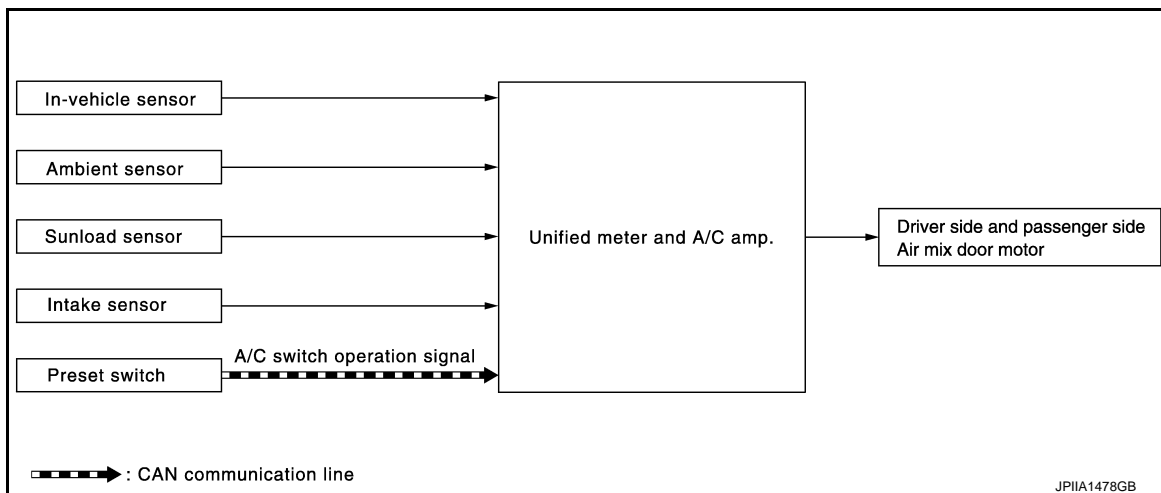 In-vehicle sensor
Ambient sensor
Sunload sensor
Intake sensor
Preset switch
A/C switch operation signal
Unified meter and A/C amp.
Driver side and passenger side
Air mix door motor
: CAN communication line
JPIIA1478GB